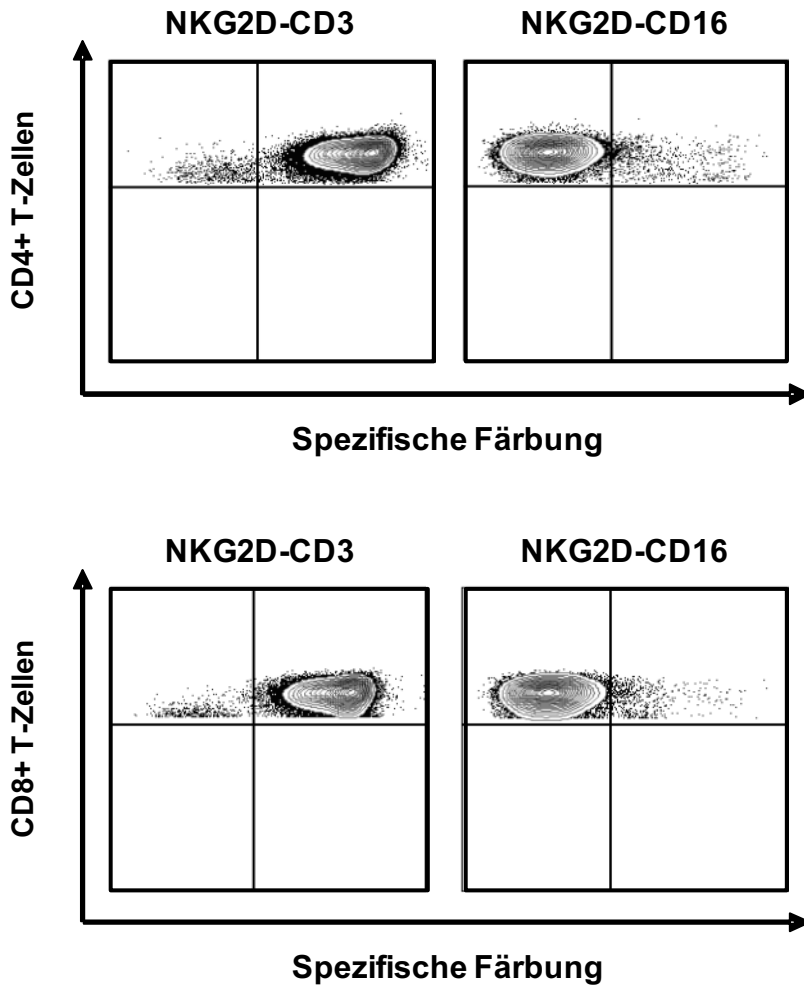 NKG2D-CD3
NKG2D-CD16
CD4+ T-Zellen
Spezifische Färbung
NKG2D-CD3
NKG2D-CD16
CD8+ T-Zellen
Spezifische Färbung